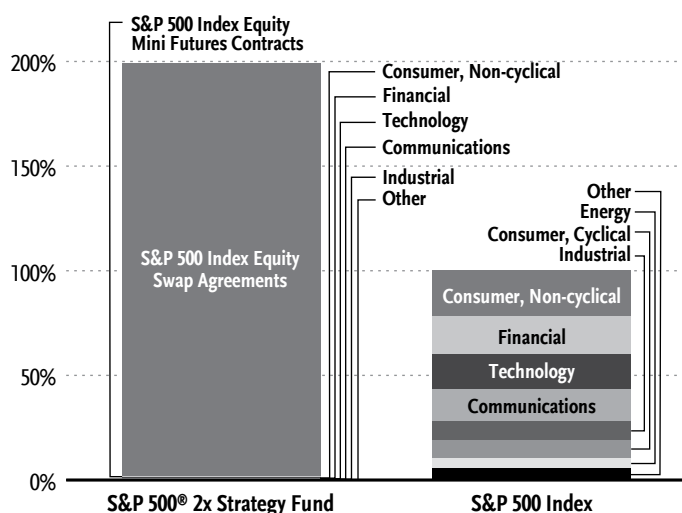 S&P 500 Index Equity
Mini Futures Contracts
200%
150%
100%
50%
0%
Consumer, Non-cyclical
Financial
Technology
Communications
Industrial
Other
S&P 500 Index Equity
Swap Agreements
Other
Energy
Consumer, Cyclical
Industrial
Consumer, Non-cyclical
Financial
Technology
Communications
S&P 500® 2x Strategy Fund
S&P 500 Index